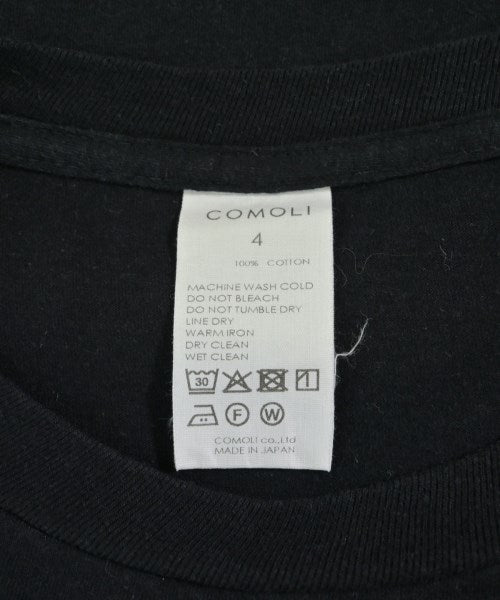 COMOLI
4
100% COTTON
MACHINE WASH COLD
DO NOT BLEACH
DO NOT TUMBLE DRY
LINE DRY
WARM IRON
DRY CLEAN
WET CLEAN
30
F W
COMOLI co.,Ltd
MADE IN JAPAN